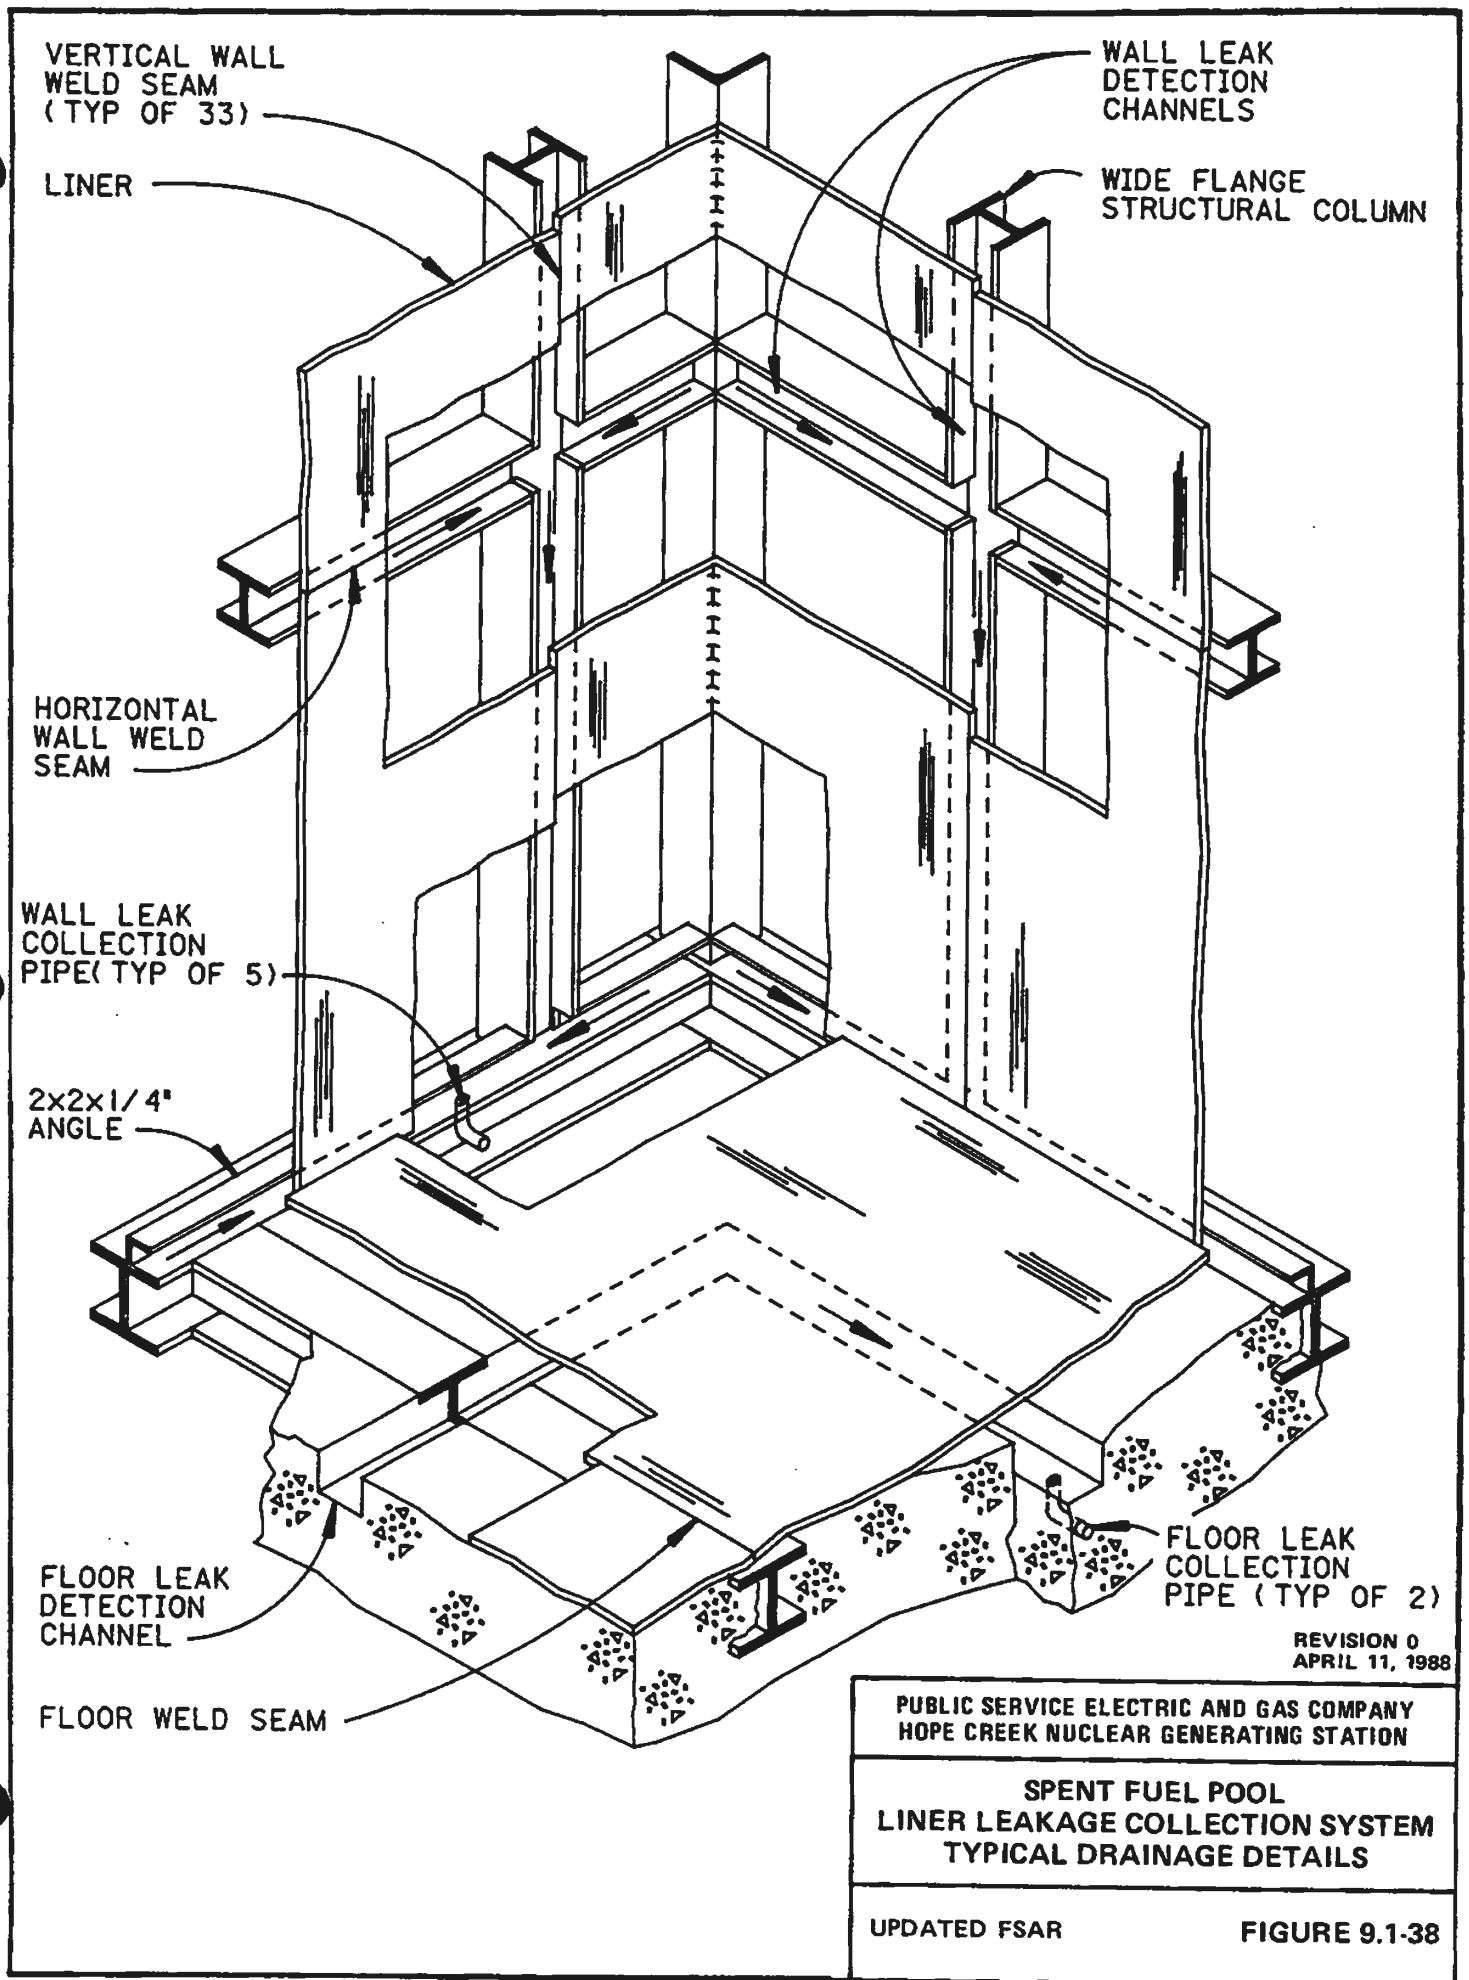 VERTICAL WALL
WELD SEAM
(TYP OF 33)
LINER
WALL LEAK
DETECTION
CHANNELS
WIDE FLANGE
STRUCTURAL COLUMN
HORIZONTAL
WALL WELD
SEAM
WALL LEAK
COLLECTION
PIPE(TYP OF 5)
2x2x1/4"
ANGLE
FLOOR LEAK
DETECTION
CHANNEL
FLOOR WELD SEAM
FLOOR LEAK
COLLECTION
PIPE (TYP OF 2)
REVISION 0
APRIL 11, 1988
PUBLIC SERVICE ELECTRIC AND GAS COMPANY
HOPE CREEK NUCLEAR GENERATING STATION
SPENT FUEL POOL
LINER LEAKAGE COLLECTION SYSTEM
TYPICAL DRAINAGE DETAILS
UPDATED FSAR
FIGURE 9.1-38